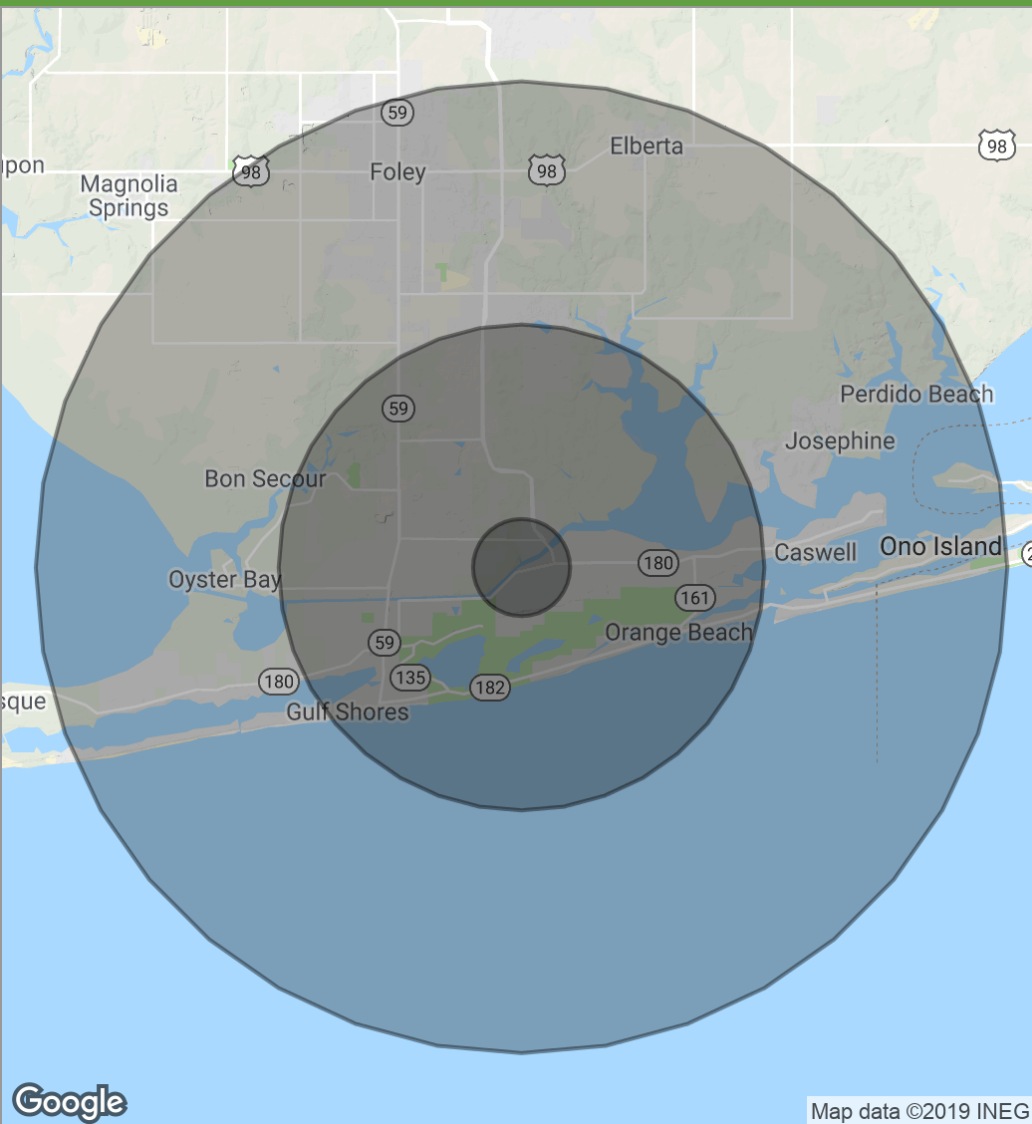 59
Elberta
98
upon
98
Foley
98
Magnolia
Springs
Perdido Beach
59
Josephine
Bon Secour
Ono Island
Caswell
180
2
Oyster Bay
161
Orange Beach
59
135
180
182
sque
Gulf Shores
Google
Map data ©2019 INEG